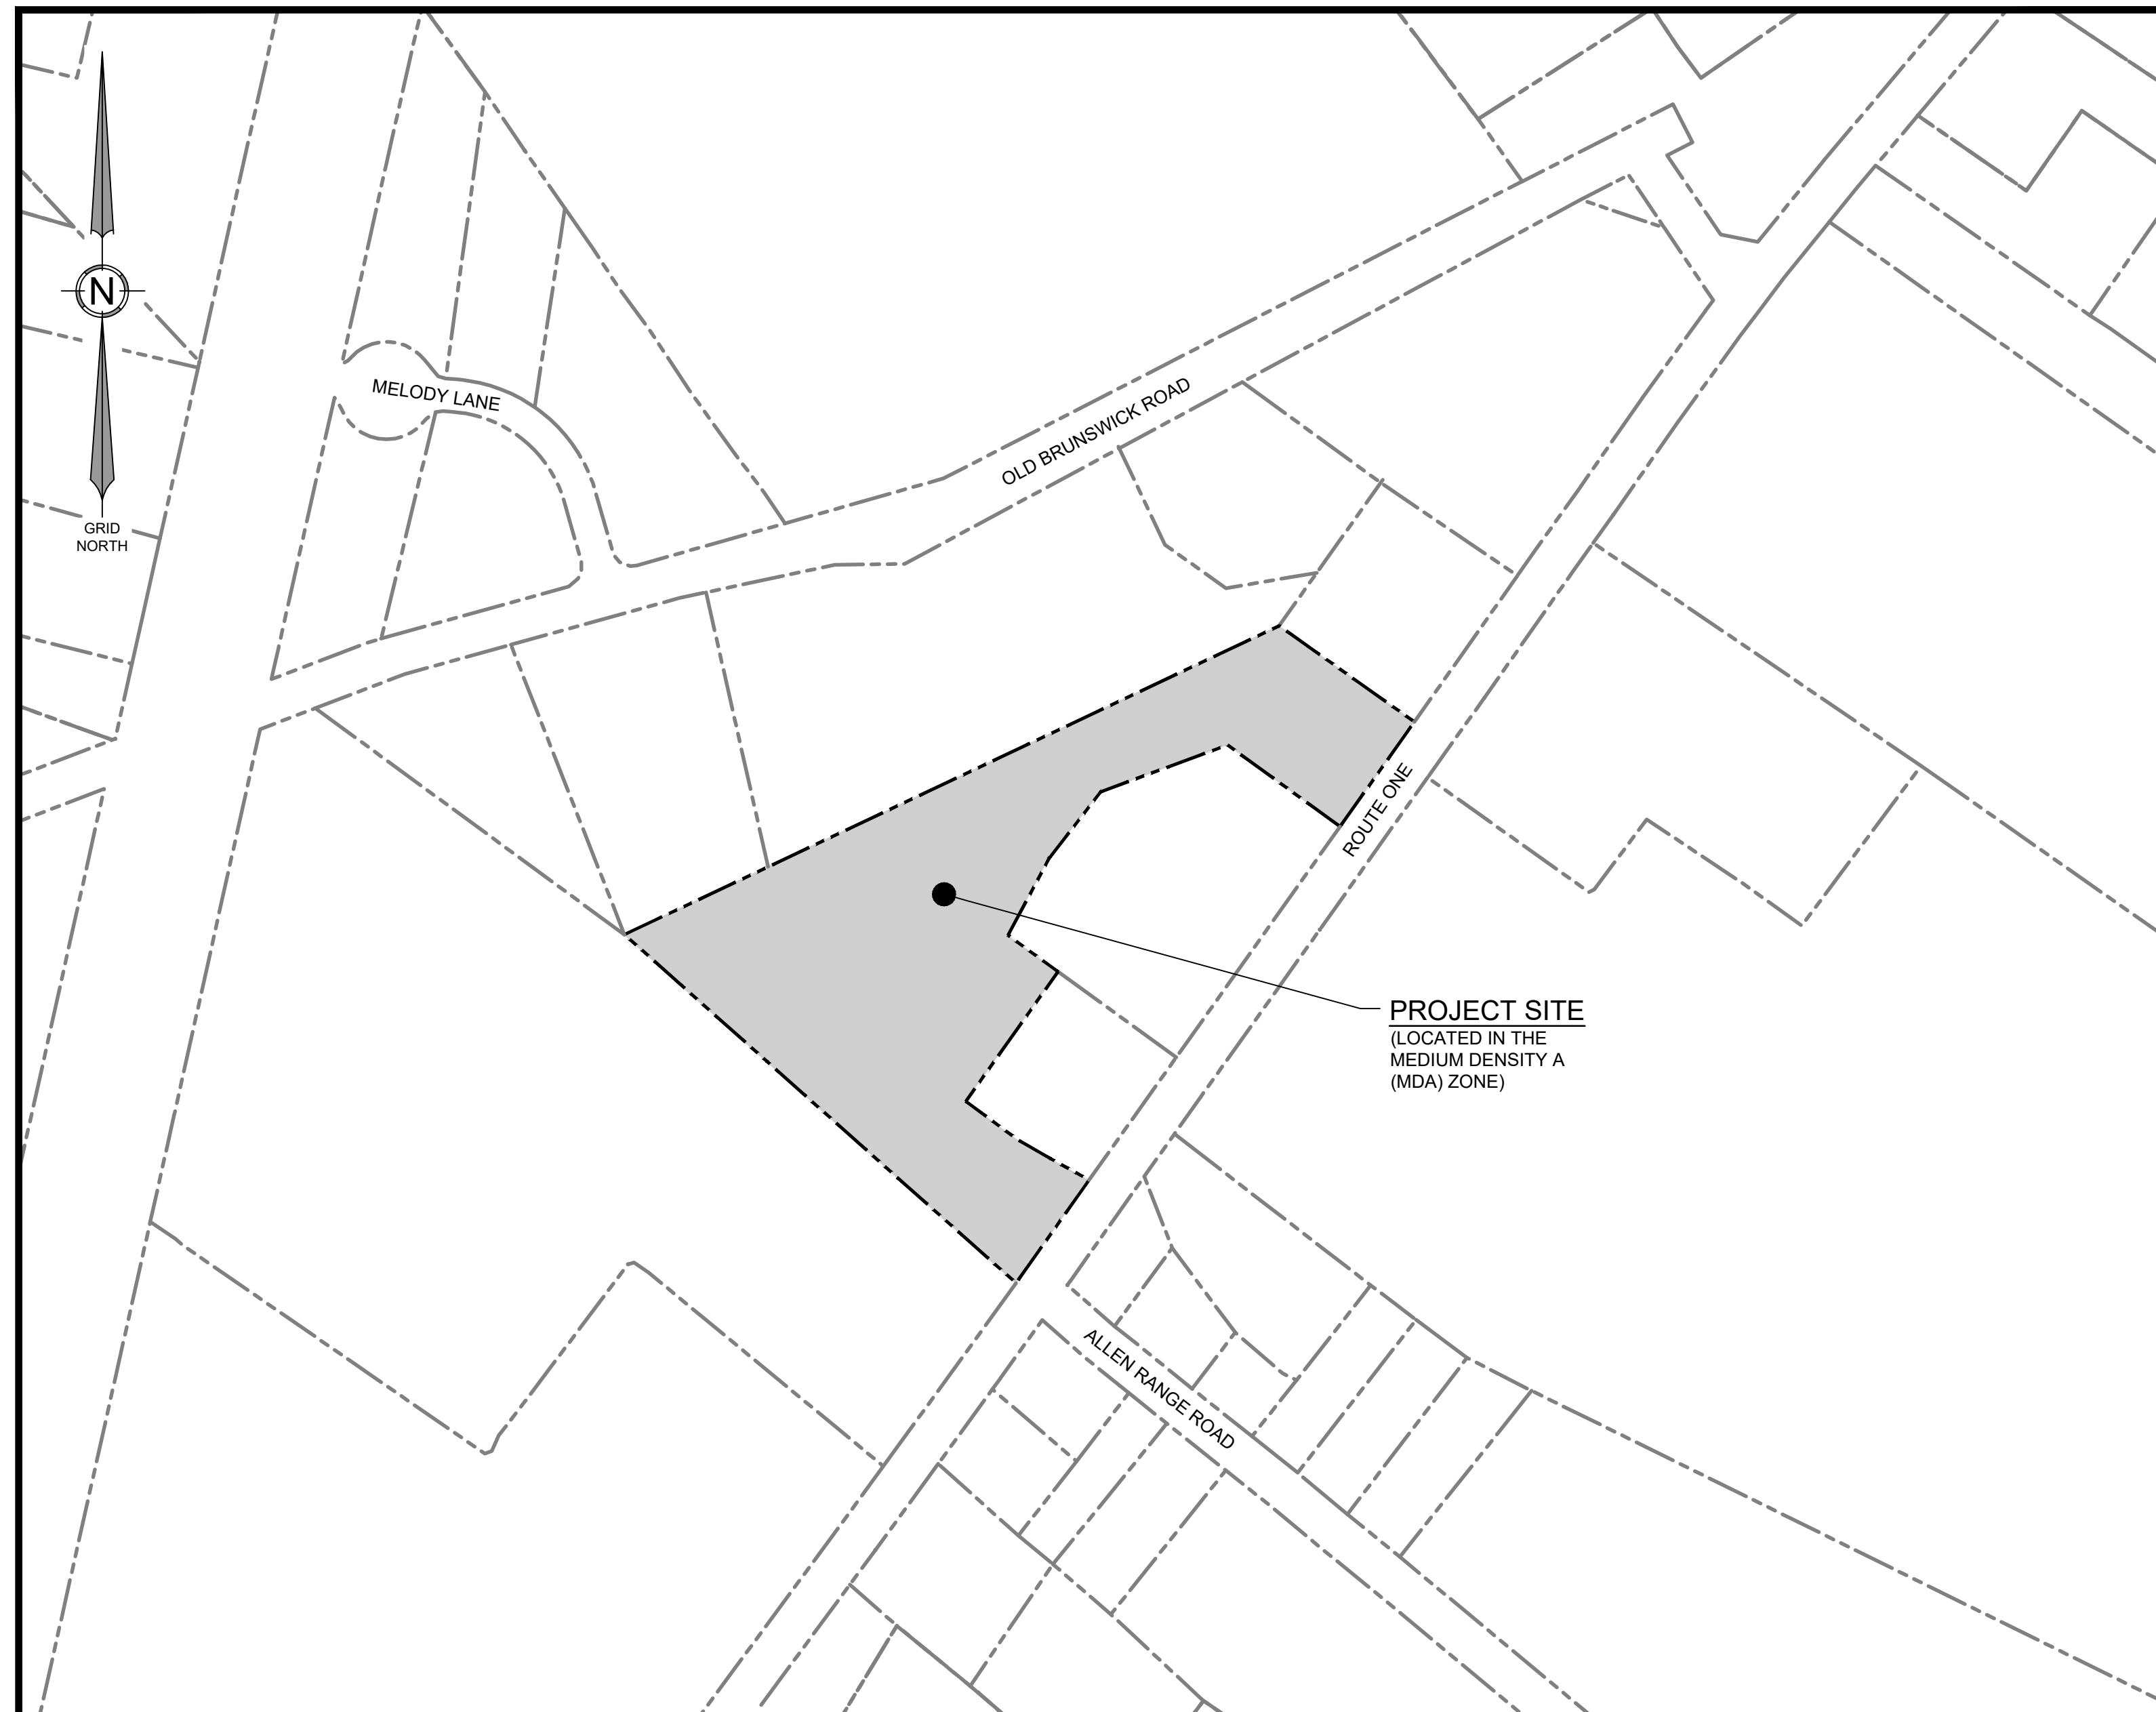 N
GRID
NORTH
MELODY LANE
OLD BRUNSWICK ROAD
ROUTE ONE
PROJECT SITE
(LOCATED IN THE
MEDIUM DENSITY A
(MDA) ZONE)
ALLEN RANGE ROAD